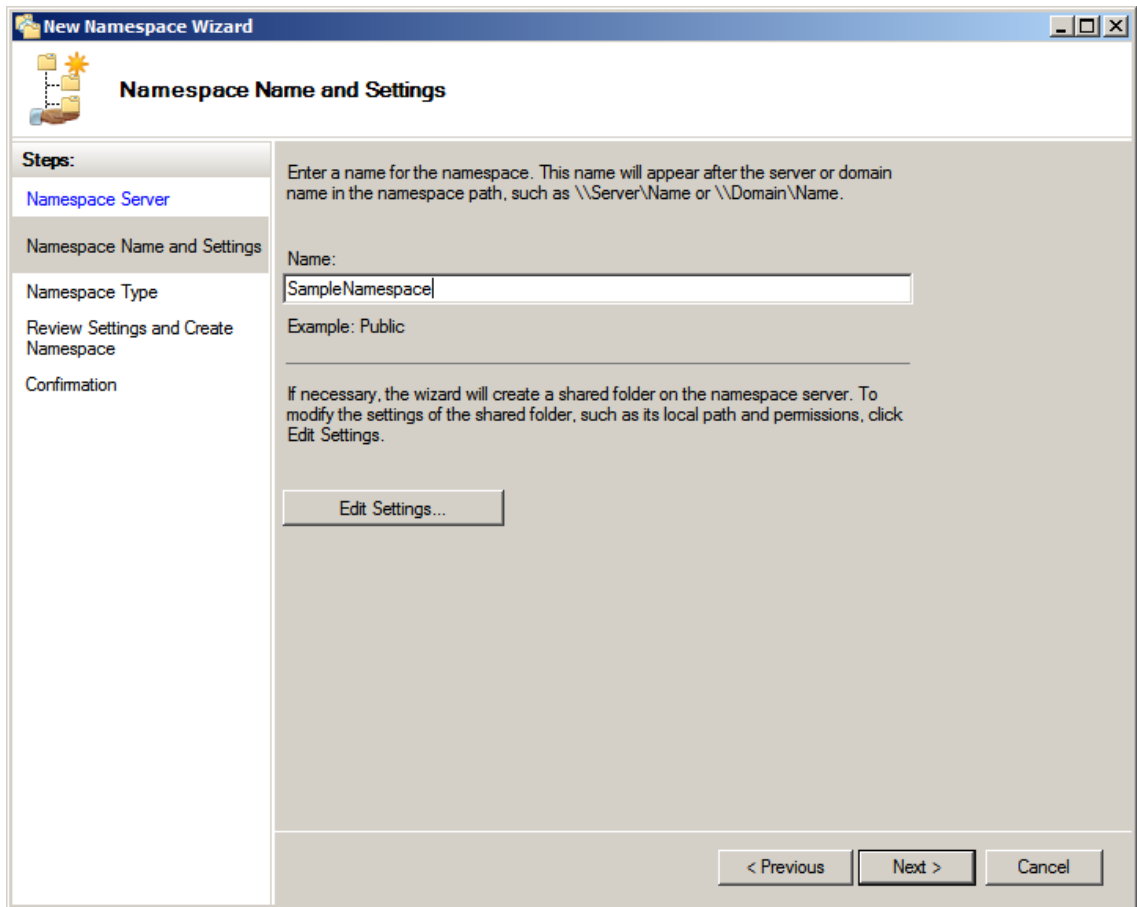 New Namespace Wizard
Namespace Name and Settings
Steps:
Namespace Server
Namespace Name and Settings
Namespace Type
Review Settings and Create
Namespace
Confirmation
Enter a name for the namespace. This name will appear after the server or domain
name in the namespace path, such as \\Server\Name or \\Domain\Name.
Name:
SampleNamespace
Example: Public
If necessary, the wizard will create a shared folder on the namespace server. To
modify the settings of the shared folder, such as its local path and permissions, click
Edit Settings.
Edit Settings...
< Previous
Next >
Cancel